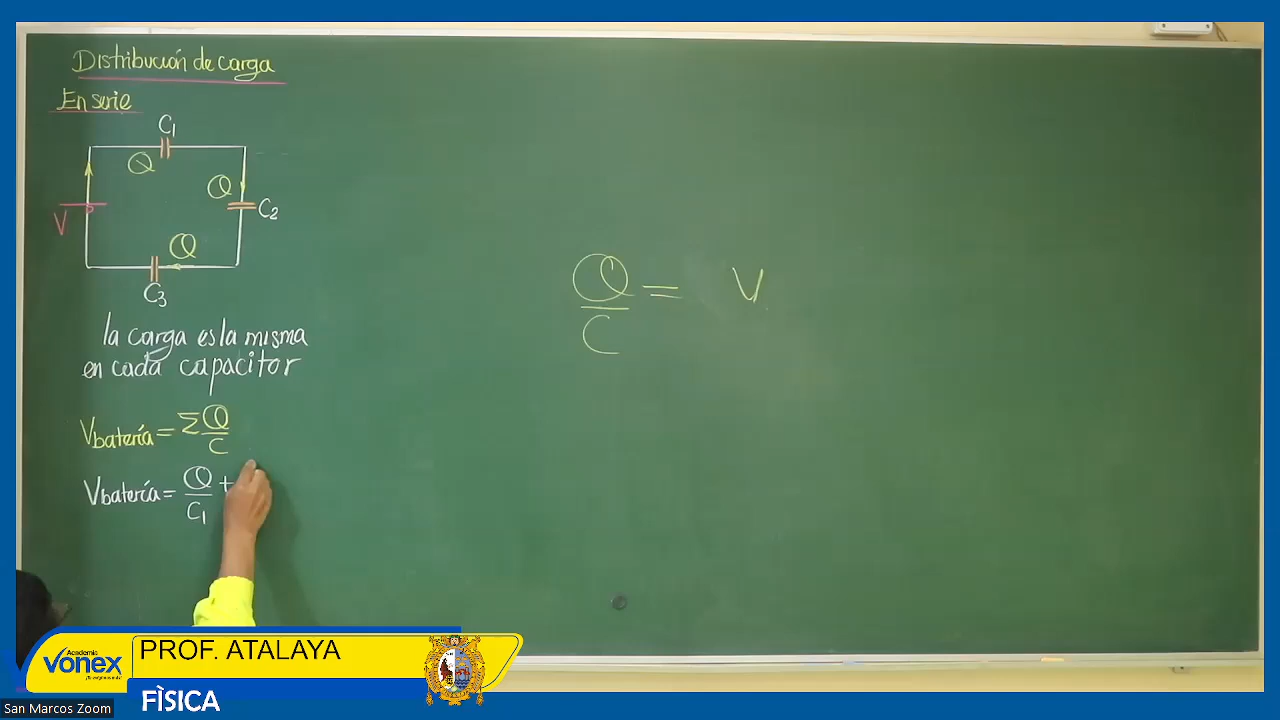 Distribución de carga
En serie
C1
Q
Q
V
C2
Q
C3
la carga es la misma
en cada capacitor
Vbatería = Σ Q/C
Vbatería = Q/C1 +
Q/C = V
Academia
Vonex
PROF. ATALAYA
FÌSICA
San Marcos Zoom